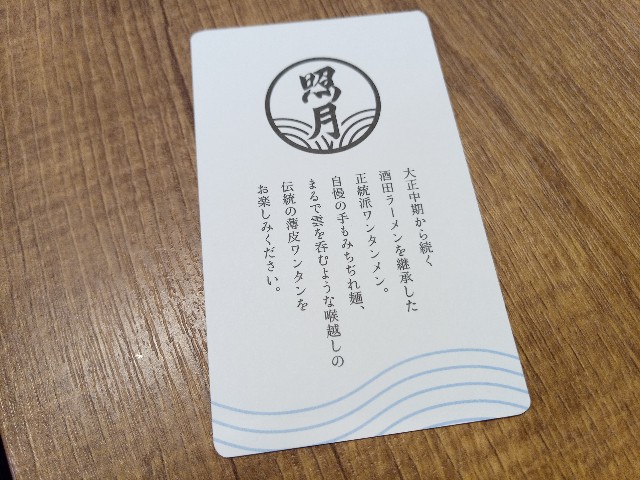 照月
大正中期から続く
酒田ラーメンを継承した
正統派ワンタンメン。
自慢の手もみちぢれ麺、
まるで雲を呑むような喉越しの
伝統の薄皮ワンタンを
お楽しみください。